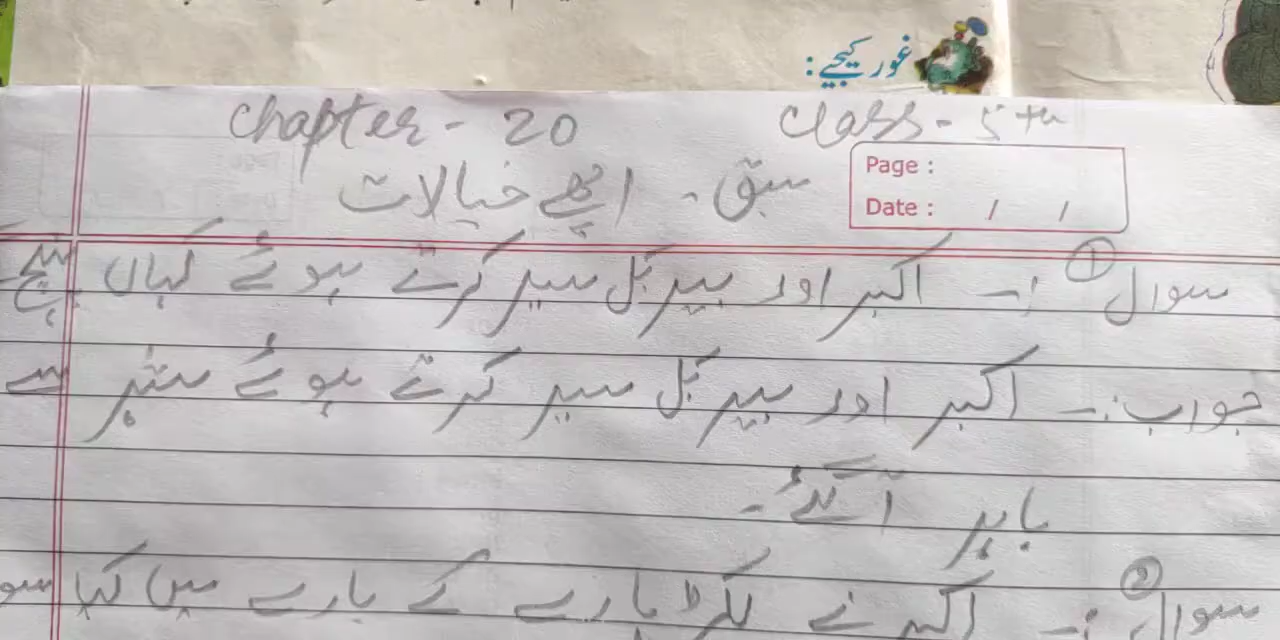 غور کیجیے:
Chapter - 20 Class - 5th
سبق - اچھے خیالات
Page :
Date : / /
سوال ① :- اکبر اور بیربل سیر کرتے ہوئے کہاں پہنچے
جواب :- اکبر اور بیربل سیر کرتے ہوئے شہر سے
باہر آگئے -
سوال ② :- اکبر نے لکڑہارے کے بارے میں کیا